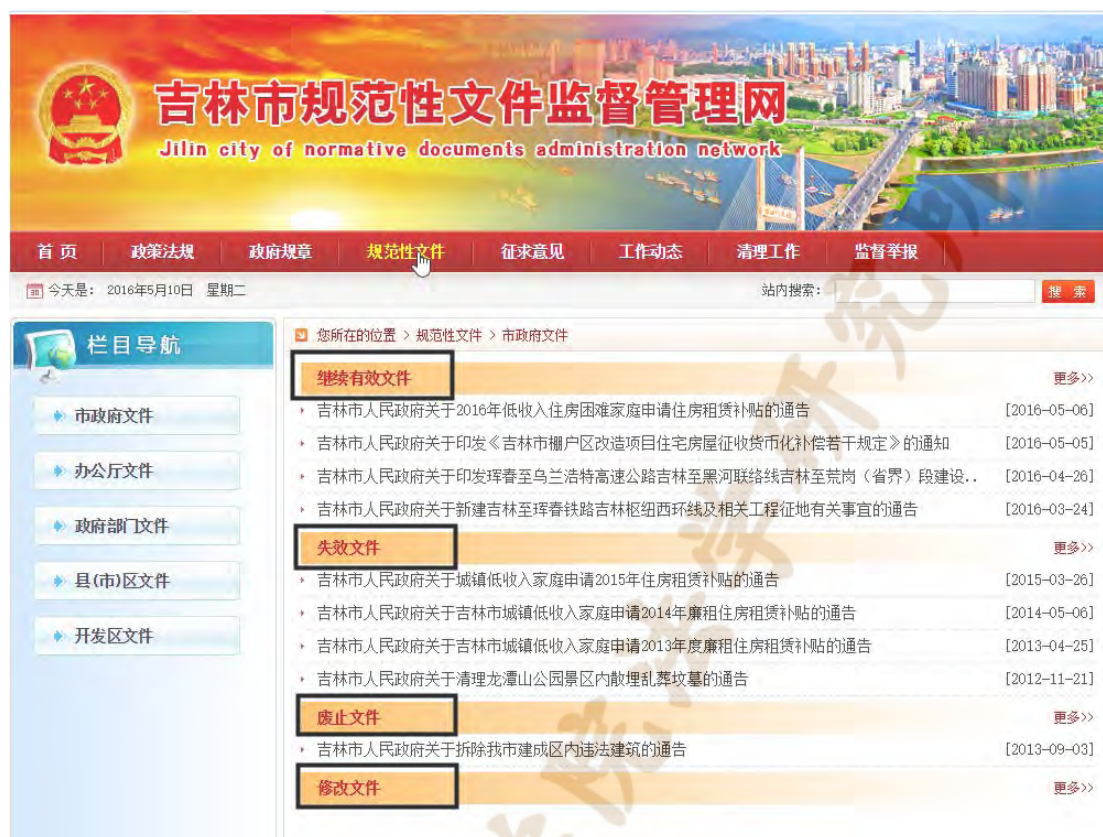 吉林市规范性文件监督管理网
Jilin city of normative documents administration network
首 页 政策法规 政府规章 规范性文件 征求意见 工作动态 清理工作 监督举报
今天是: 2016年5月10日 星期二 站内搜索: 搜 索
栏目导航
市政府文件
办公厅文件
政府部门文件
县(市)区文件
开发区文件
您所在的位置 > 规范性文件 > 市政府文件
继续有效文件 更多>>
吉林市人民政府关于2016年低收入住房困难家庭申请住房租赁补贴的通告 [2016-05-06]
吉林市人民政府关于印发《吉林市棚户区改造项目住宅房屋征收货币化补偿若干规定》的通知 [2016-05-05]
吉林市人民政府关于印发珲春至乌兰浩特高速公路吉林至黑河联络线吉林至荒岗（省界）段建设.. [2016-04-26]
吉林市人民政府关于新建吉林至珲春铁路吉林枢纽西环线及相关工程征地有关事宜的通告 [2016-03-24]
失效文件 更多>>
吉林市人民政府关于城镇低收入家庭申请2015年住房租赁补贴的通告 [2015-03-26]
吉林市人民政府关于吉林市城镇低收入家庭申请2014年廉租住房租赁补贴的通告 [2014-05-06]
吉林市人民政府关于吉林市城镇低收入家庭申请2013年度廉租住房租赁补贴的通告 [2013-04-25]
吉林市人民政府关于清理龙潭山公园景区内散埋乱葬坟墓的通告 [2012-11-21]
废止文件 更多>>
吉林市人民政府关于拆除我市建成区内违法建筑的通告 [2013-09-03]
修改文件 更多>>